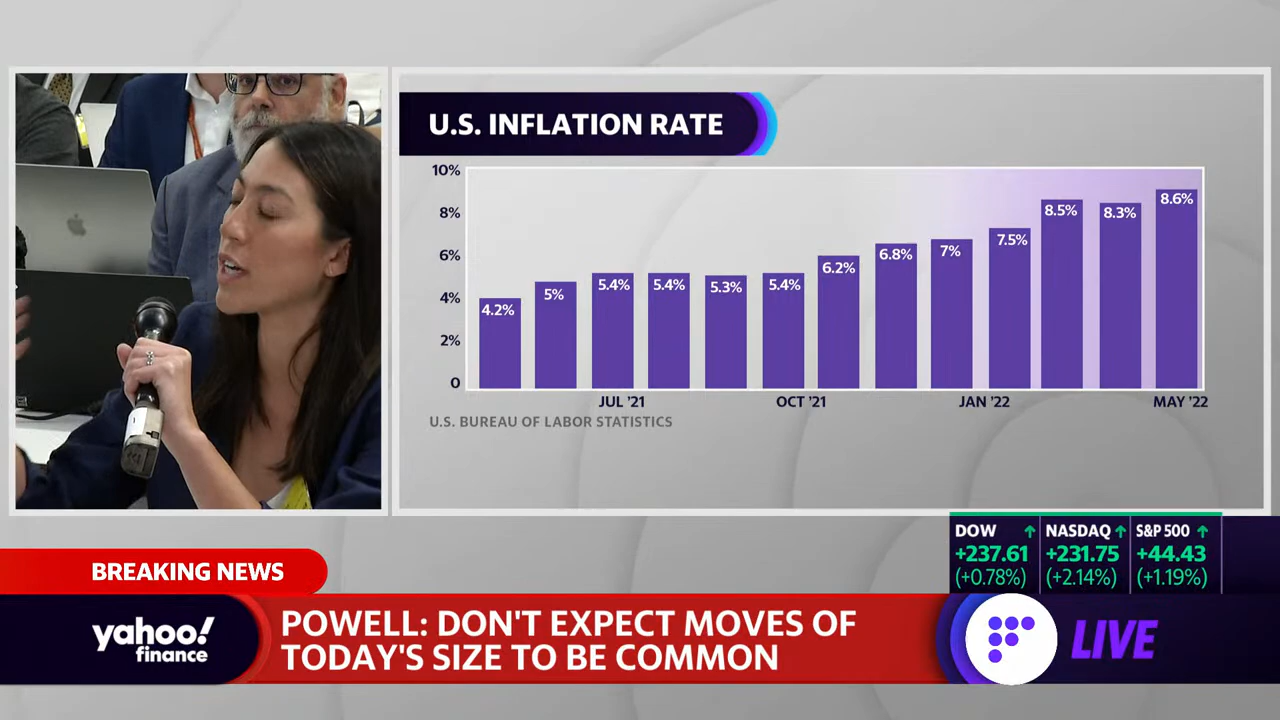 U.S. INFLATION RATE
10%
8%
6%
4%
2%
0
4.2%
5%
5.4%
5.4%
5.3%
5.4%
6.2%
6.8%
7%
7.5%
8.5%
8.3%
8.6%
JUL '21
OCT '21
JAN '22
MAY '22
U.S. BUREAU OF LABOR STATISTICS
DOW
+237.61
(+0.78%)
NASDAQ
+231.75
(+2.14%)
S&P 500
+44.43
(+1.19%)
BREAKING NEWS
yahoo!
finance
POWELL: DON'T EXPECT MOVES OF
TODAY'S SIZE TO BE COMMON
LIVE